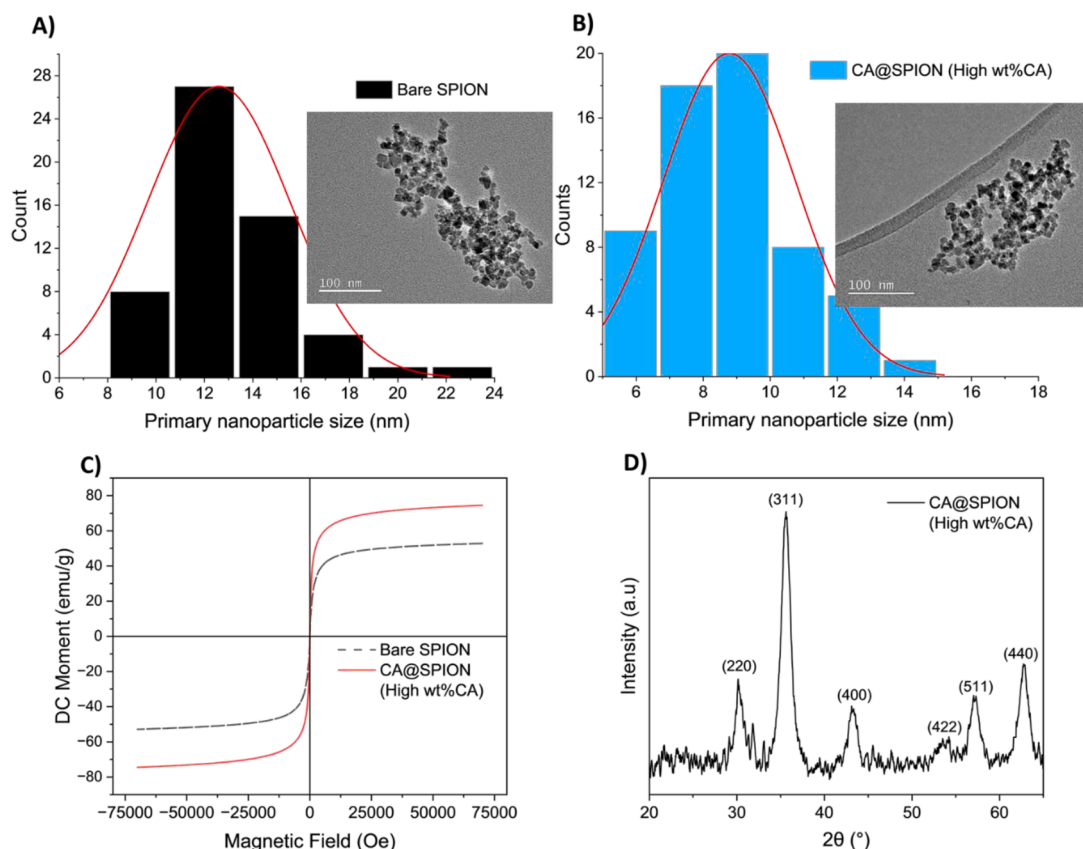 A)
28
24
20
16
12
8
4
0
Count
Bare SPION
100 nm
6 8 10 12 14 16 18 20 22 24
Primary nanoparticle size (nm)
B)
20
16
12
8
4
0
Counts
CA@SPION (High wt%CA)
100 nm
6 8 10 12 14 16 18
Primary nanoparticle size (nm)
C)
80
60
40
20
0
−20
−40
−60
−80
DC Moment (emu/g)
Bare SPION
CA@SPION
(High wt%CA)
−75000 −50000 −25000 0 25000 50000 75000
Magnetic Field (Oe)
D)
Intensity (a.u)
CA@SPION
(High wt%CA)
(220)
(311)
(400)
(422)
(511)
(440)
20 30 40 50 60
2θ (°)